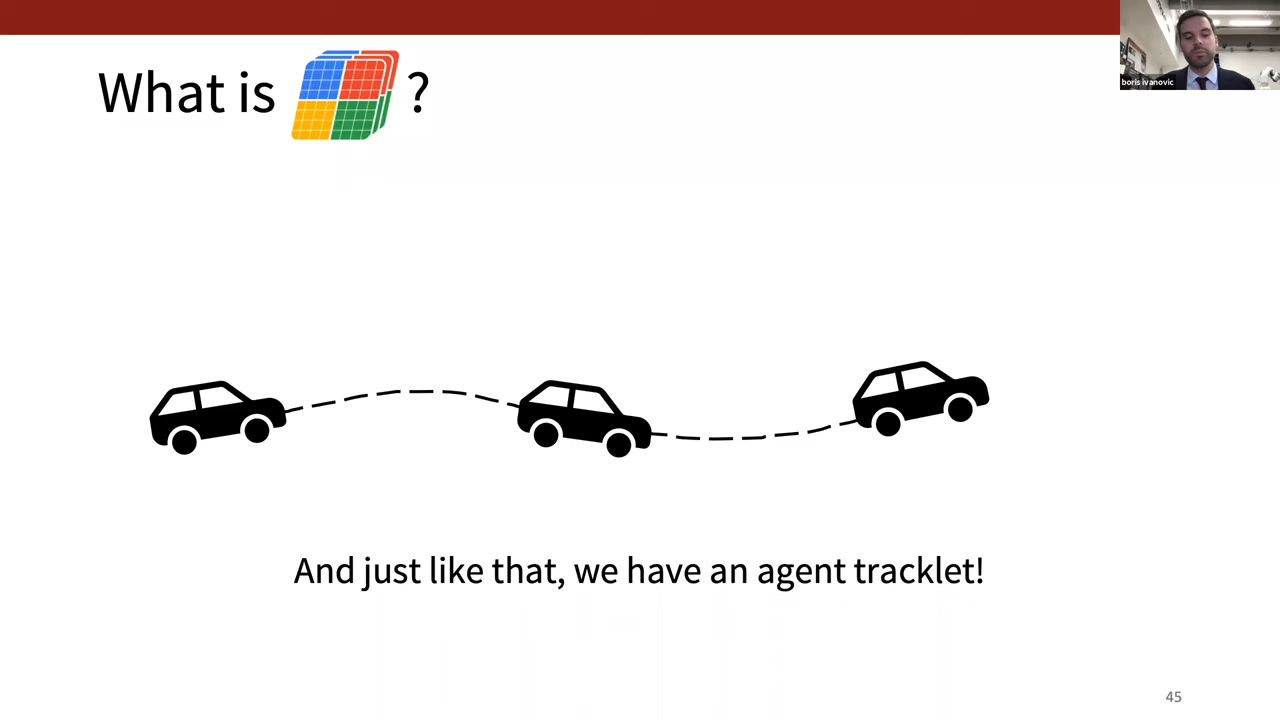 What is ?
boris ivanovic
And just like that, we have an agent tracklet!
45